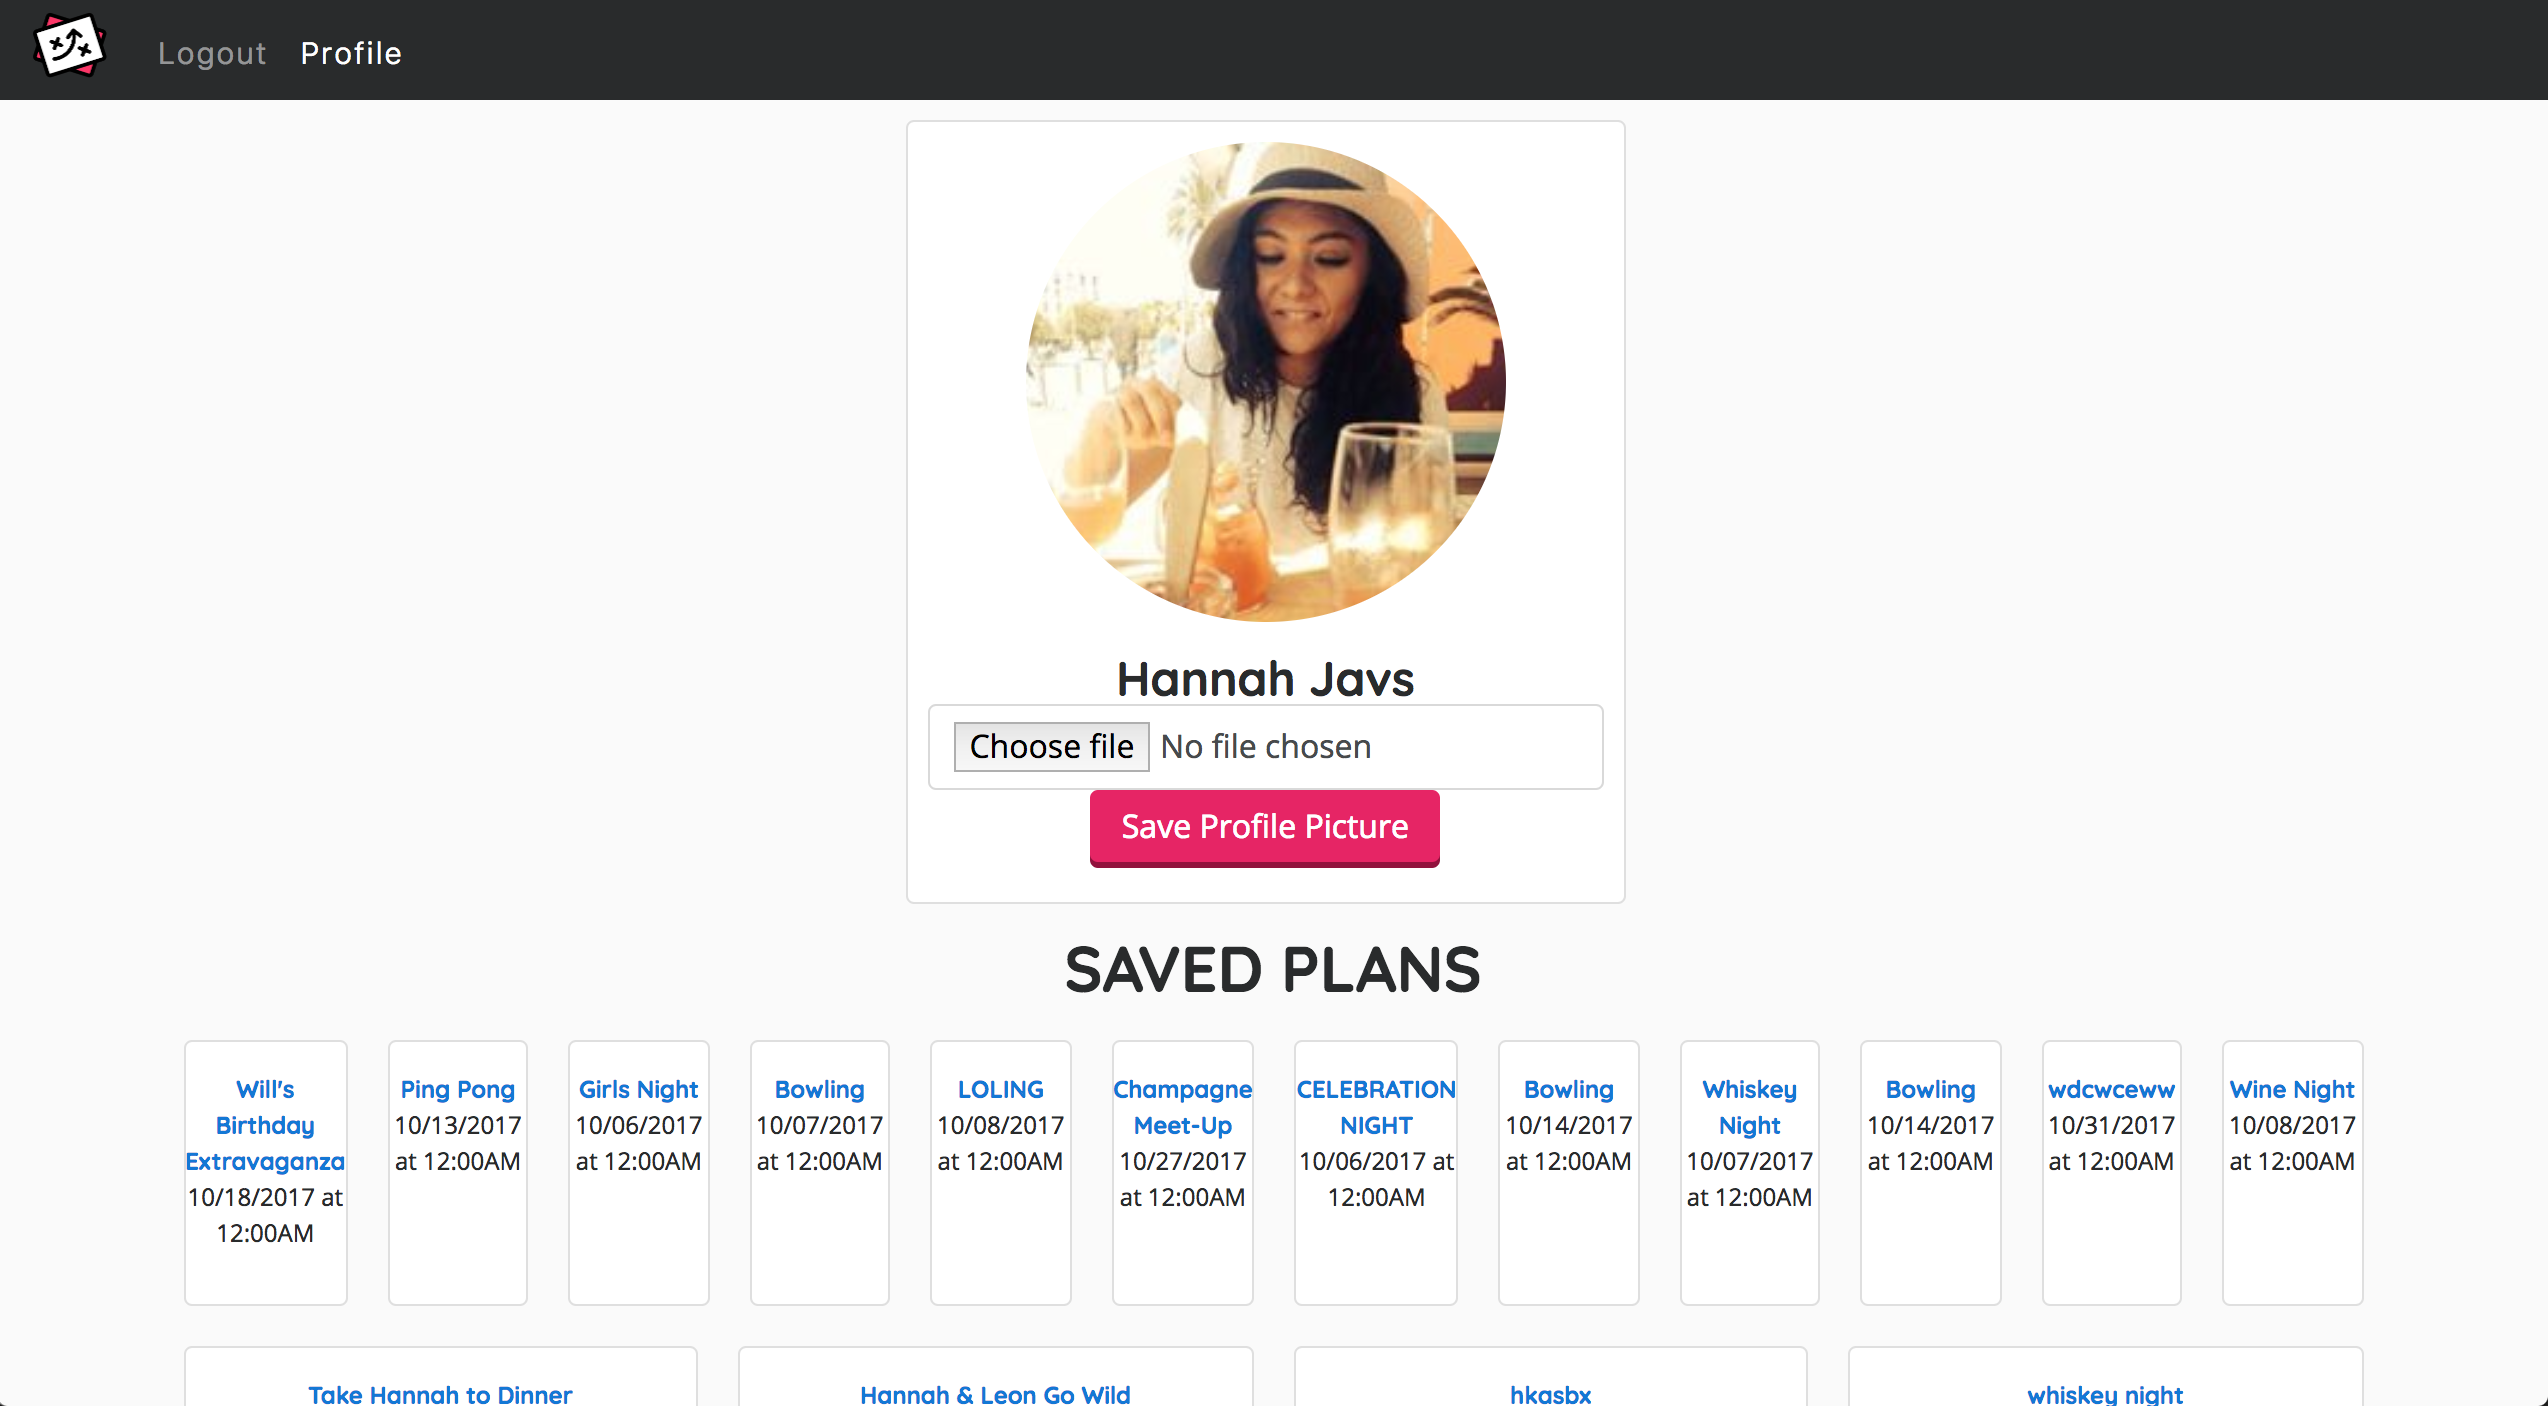 Logout Profile
Hannah Javs
Choose file No file chosen
Save Profile Picture
SAVED PLANS
Will's
Birthday
Extravaganza
10/18/2017 at
12:00AM
Ping Pong
10/13/2017
at 12:00AM
Girls Night
10/06/2017
at 12:00AM
Bowling
10/07/2017
at 12:00AM
LOLING
10/08/2017
at 12:00AM
Champagne
Meet-Up
10/27/2017
at 12:00AM
CELEBRATION
NIGHT
10/06/2017 at
12:00AM
Bowling
10/14/2017
at 12:00AM
Whiskey
Night
10/07/2017
at 12:00AM
Bowling
10/14/2017
at 12:00AM
wdcwceww
10/31/2017
at 12:00AM
Wine Night
10/08/2017
at 12:00AM
Take Hannah to Dinner
Hannah & Leon Go Wild
hkasbx
whiskey night